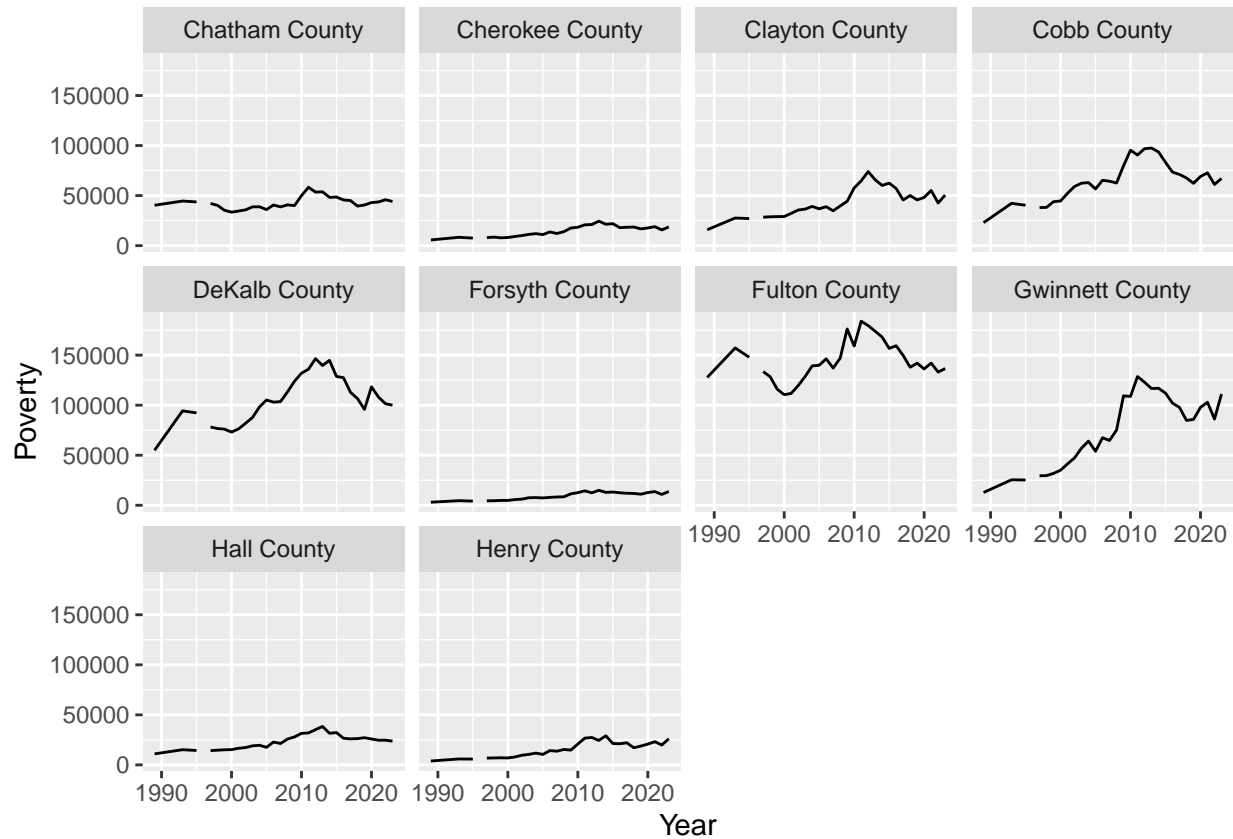 Chatham County Cherokee County Clayton County Cobb County
150000
100000
50000
0
DeKalb County Forsyth County Fulton County Gwinnett County
150000
100000
50000
0
1990 2000 2010 2020 1990 2000 2010 2020
Hall County Henry County
150000
100000
50000
0
1990 2000 2010 2020 1990 2000 2010 2020
Poverty
Year